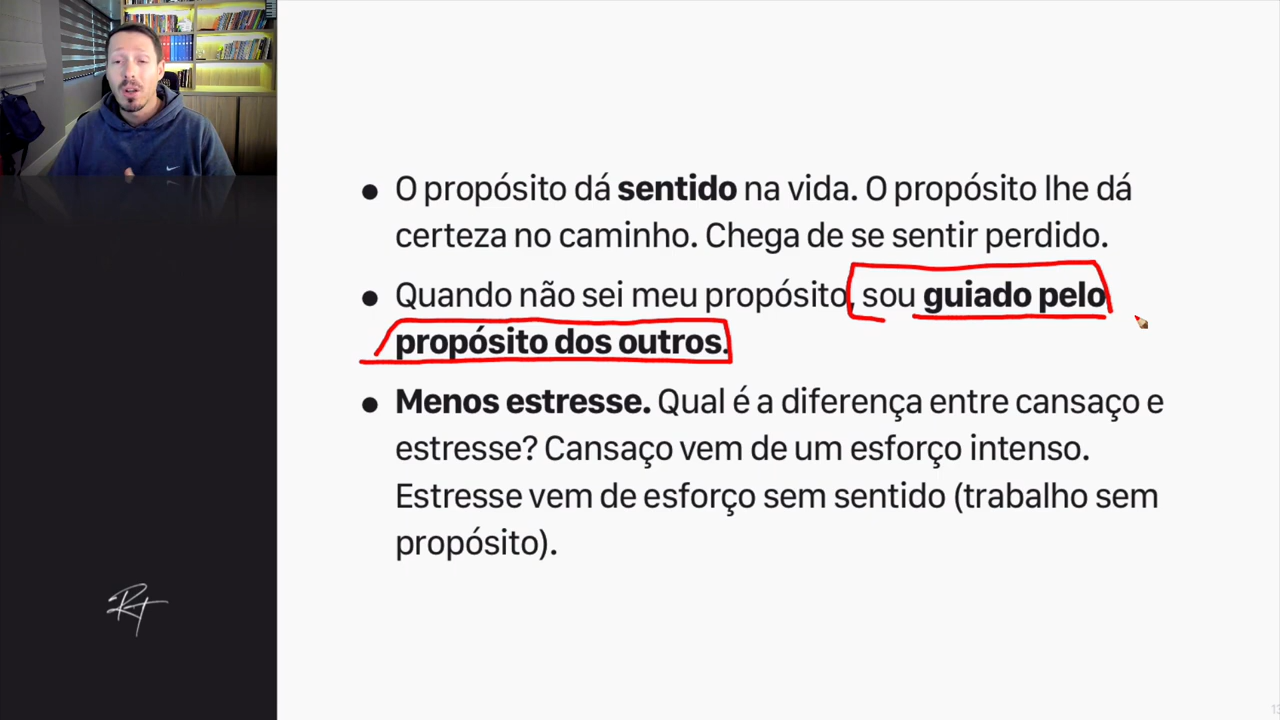 ● O propósito dá sentido na vida. O propósito lhe dá
certeza no caminho. Chega de se sentir perdido.
● Quando não sei meu propósito, sou guiado pelo
propósito dos outros.
● Menos estresse. Qual é a diferença entre cansaço e
estresse? Cansaço vem de um esforço intenso.
Estresse vem de esforço sem sentido (trabalho sem
propósito).
RT